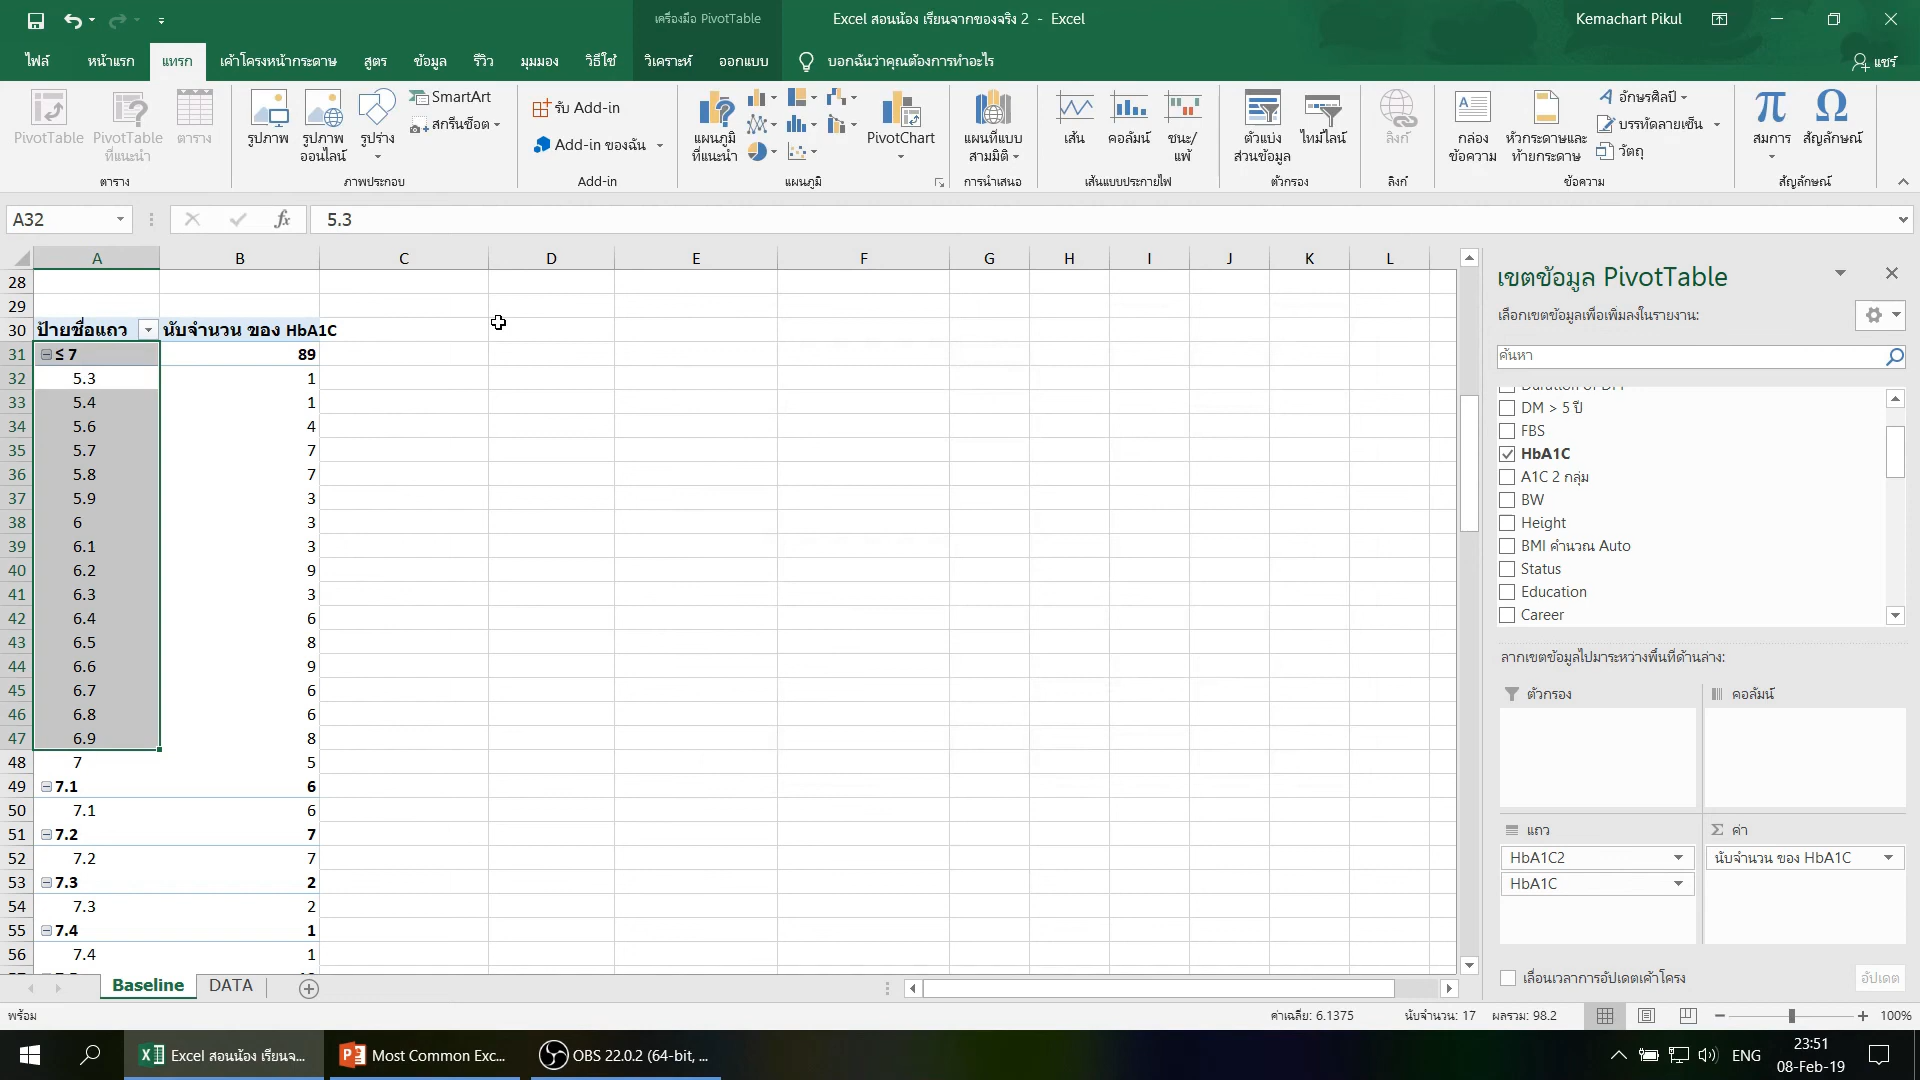 เครื่องมือ PivotTable
Excel สอนน้อง เรียนจากของจริง 2 - Excel
Kemachart Pikul
ไฟล์ หน้าแรก แทรก เค้าโครงหน้ากระดาษ สูตร ข้อมูล รีวิว มุมมอง วิธีใช้ วิเคราะห์ ออกแบบ บอกฉันว่าคุณต้องการทำอะไร แชร์
PivotTable
PivotTable ที่แนะนำ
ตาราง
ตาราง
รูปภาพ
รูปภาพ ออนไลน์
รูปร่าง
SmartArt
สกรีนช็อต
ภาพประกอบ
รับ Add-in
Add-in ของฉัน
Add-in
แผนภูมิ ที่แนะนำ
PivotChart
แผนภูมิ
แผนที่แบบ สามมิติ
การนำเสนอ
เส้น
คอลัมน์
ชนะ/ แพ้
เส้นแบบประกายไฟ
ตัวแบ่ง ส่วนข้อมูล
ไทม์ไลน์
ตัวกรอง
ลิงก์
ลิงก์
กล่อง ข้อความ
หัวกระดาษและ ท้ายกระดาษ
อักษรศิลป์
บรรทัดลายเซ็น
วัตถุ
ข้อความ
สมการ
สัญลักษณ์
สัญลักษณ์
A32 fx 5.3
A B C D E F G H I J K L
28
29
30 ป้ายชื่อแถว นับจำนวน ของ HbA1C
31 ≤ 7 89
32 5.3 1
33 5.4 1
34 5.6 4
35 5.7 7
36 5.8 7
37 5.9 3
38 6 3
39 6.1 3
40 6.2 9
41 6.3 3
42 6.4 6
43 6.5 8
44 6.6 9
45 6.7 6
46 6.8 6
47 6.9 8
48 7 5
49 7.1 6
50 7.1 6
51 7.2 7
52 7.2 7
53 7.3 2
54 7.3 2
55 7.4 1
56 7.4 1
เขตข้อมูล PivotTable
เลือกเขตข้อมูลเพื่อเพิ่มลงในรายงาน:
ค้นหา
DM > 5 ปี
FBS
HbA1C
A1C 2 กลุ่ม
BW
Height
BMI คำนวณ Auto
Status
Education
Career
ลากเขตข้อมูลไปมาระหว่างพื้นที่ด้านล่าง:
ตัวกรอง
คอลัมน์
แถว
HbA1C2
HbA1C
ค่า
นับจำนวน ของ HbA1C
เลื่อนเวลาการอัปเดตเค้าโครง
อัปเดต
Baseline DATA
พร้อม ค่าเฉลี่ย: 6.1375 นับจำนวน: 17 ผลรวม: 98.2 100%
Excel สอนน้อง เรียนจ... Most Common Exc... OBS 22.0.2 (64-bit, ... ENG
23:51
08-Feb-19